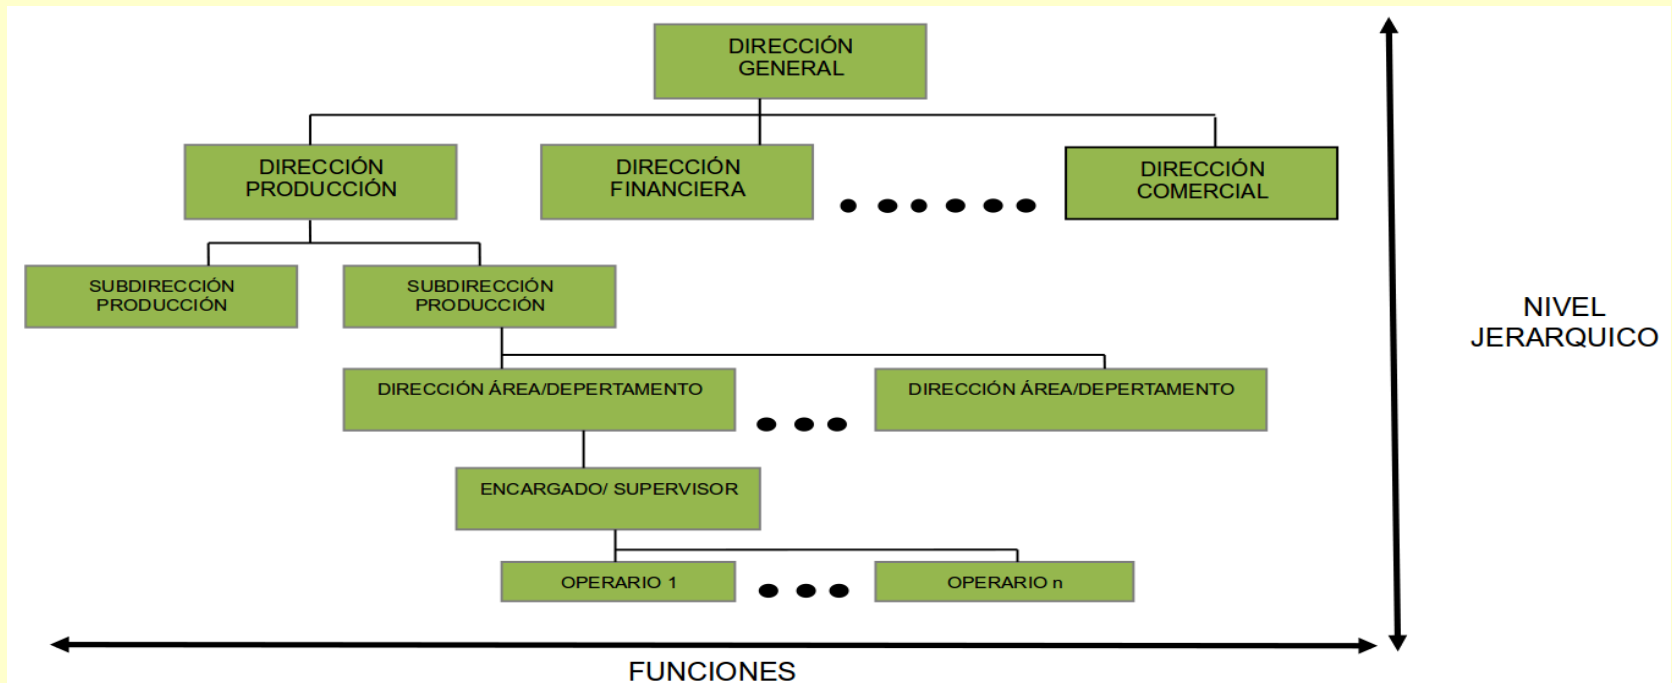 DIRECCIÓN
GENERAL
DIRECCIÓN
PRODUCCIÓN
DIRECCIÓN
FINANCIERA
DIRECCIÓN
COMERCIAL
SUBDIRECCIÓN
PRODUCCIÓN
SUBDIRECCIÓN
PRODUCCIÓN
NIVEL
JERARQUICO
DIRECCIÓN ÁREA/DEPERTAMENTO
DIRECCIÓN ÁREA/DEPERTAMENTO
ENCARGADO/ SUPERVISOR
OPERARIO 1
OPERARIO n
FUNCIONES